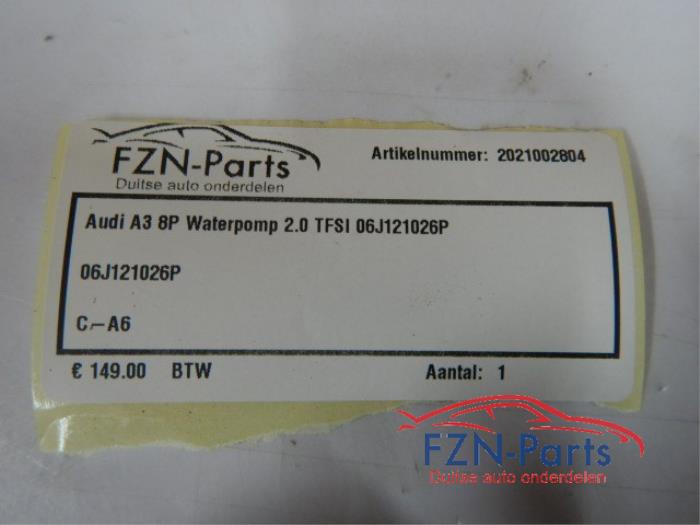 FZN-Parts
Duitse auto onderdelen
Artikelnummer: 2021002804
Audi A3 8P Waterpomp 2.0 TFSI 06J121026P
06J121026P
C.-A6
€ 149.00 BTW Aantal: 1
FZN-Parts
Duitse auto onderdelen